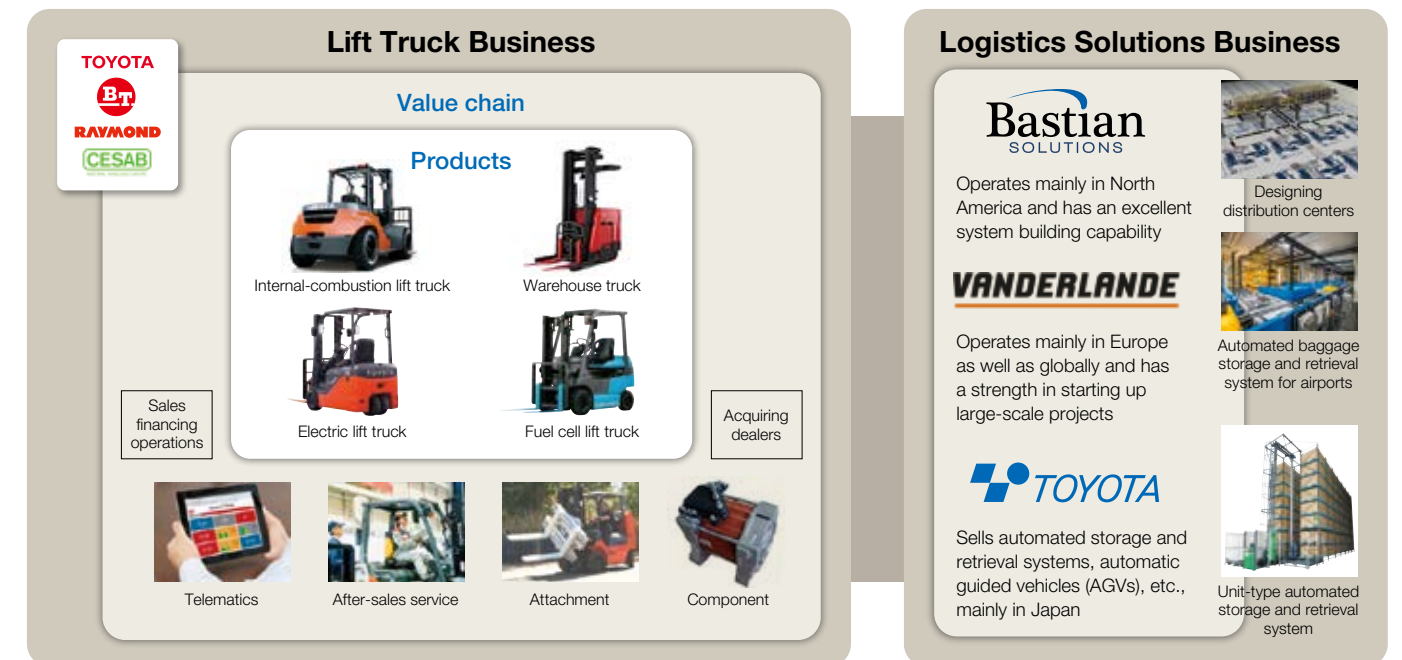 Lift Truck Business
TOYOTA
BT
RAYMOND
CESAB
Value chain
Products
Internal-combustion lift truck
Warehouse truck
Electric lift truck
Fuel cell lift truck
Sales
financing
operations
Acquiring
dealers
Telematics
After-sales service
Attachment
Component
Logistics Solutions Business
Bastian
SOLUTIONS
Operates mainly in North
America and has an excellent
system building capability
VANDERLANDE
Operates mainly in Europe
as well as globally and has
a strength in starting up
large-scale projects
TOYOTA
Sells automated storage and
retrieval systems, automatic
guided vehicles (AGVs), etc.,
mainly in Japan
Designing
distribution centers
Automated baggage
storage and retrieval
system for airports
Unit-type automated
storage and retrieval
system